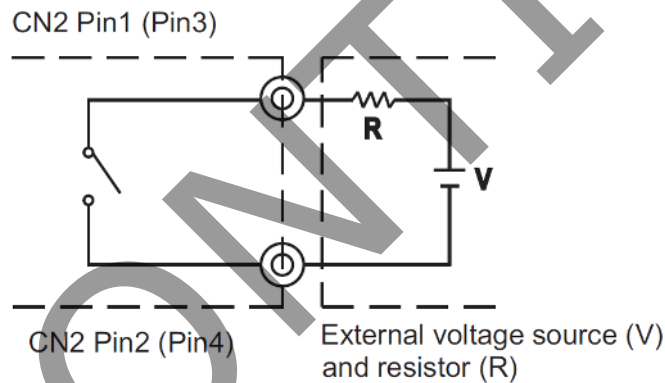 CN2 Pin1 (Pin3)
R
V
CN2 Pin2 (Pin4)
External voltage source (V)
and resistor (R)